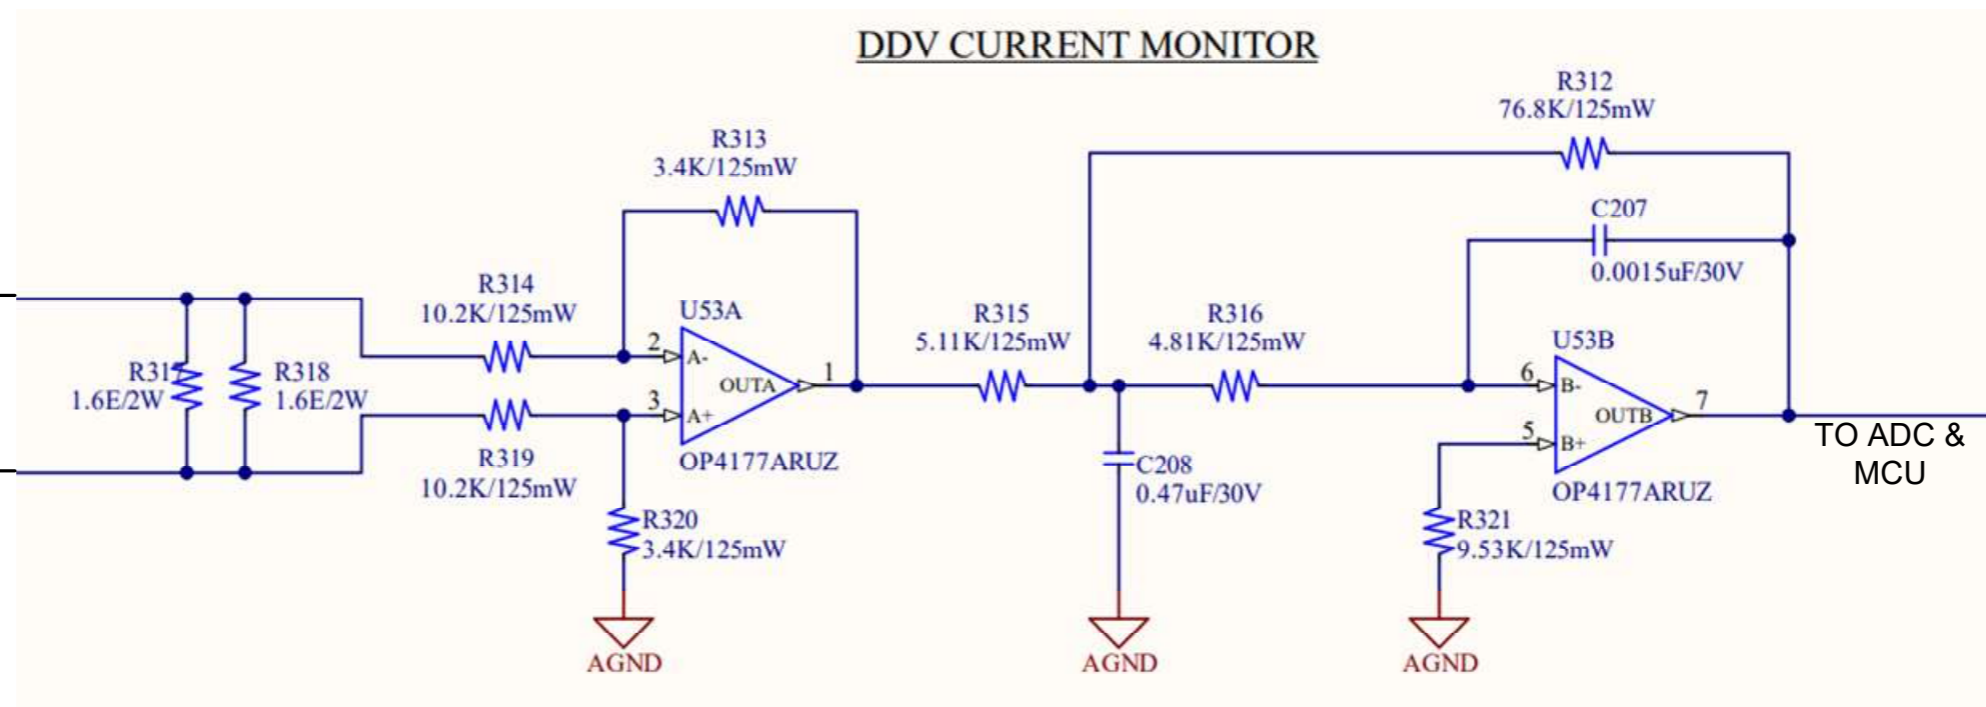 DDV CURRENT MONITOR
R312
76.8K/125mW
R313
3.4K/125mW
C207
0.0015uF/30V
R314
10.2K/125mW
U53A
2
A-
OUTA
1
3
A+
OP4177ARUZ
R317
1.6E/2W
R318
1.6E/2W
R319
10.2K/125mW
R320
3.4K/125mW
AGND
R315
5.11K/125mW
R316
4.81K/125mW
C208
0.47uF/30V
AGND
U53B
6
B-
OUTB
7
5
B+
OP4177ARUZ
R321
9.53K/125mW
AGND
TO ADC &
MCU